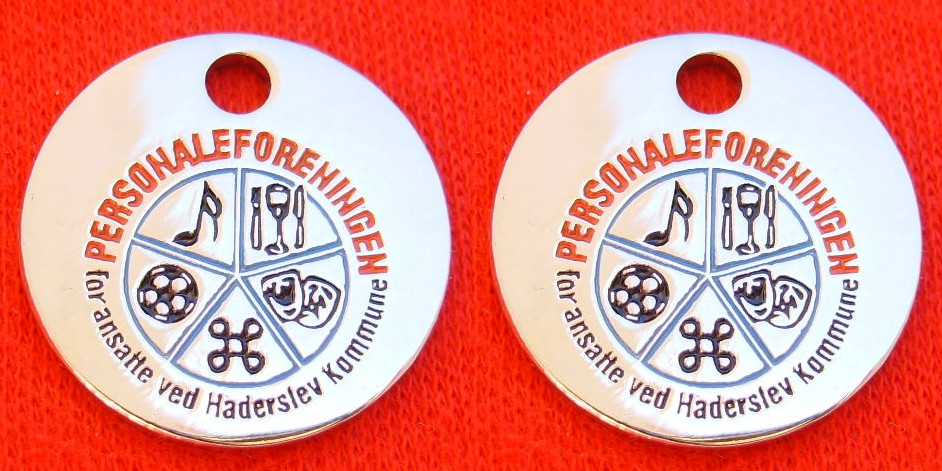 PERSONALEFORENINGEN
for ansatte ved Haderslev Kommune
PERSONALEFORENINGEN
for ansatte ved Haderslev Kommune